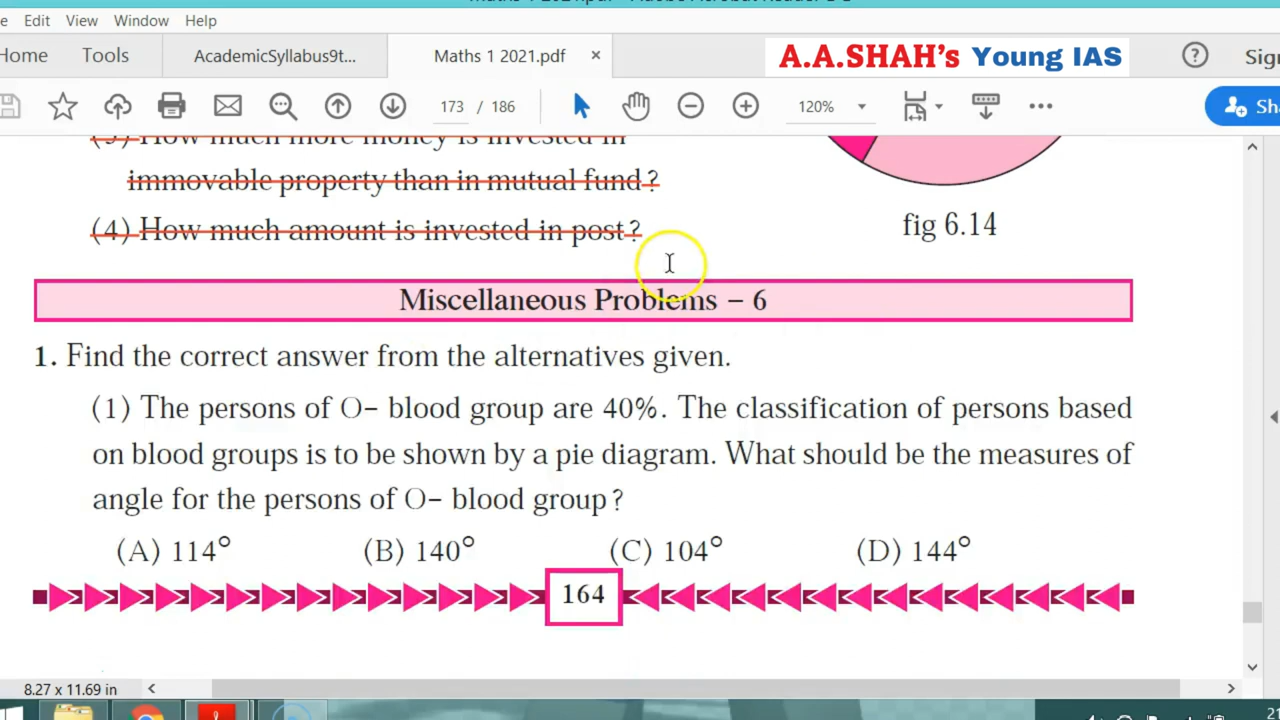 e Edit View Window Help
Home Tools AcademicSyllabus9t... Maths 1 2021.pdf × A.A.SHAH's Young IAS ? Sign
173 / 186 120% Sha
immovable property than in mutual fund ?
(4) How much amount is invested in post ?
fig 6.14
Miscellaneous Problems – 6
1. Find the correct answer from the alternatives given.
(1) The persons of O– blood group are 40%. The classification of persons based
on blood groups is to be shown by a pie diagram. What should be the measures of
angle for the persons of O– blood group ?
(A) 114° (B) 140° (C) 104° (D) 144°
164
8.27 x 11.69 in